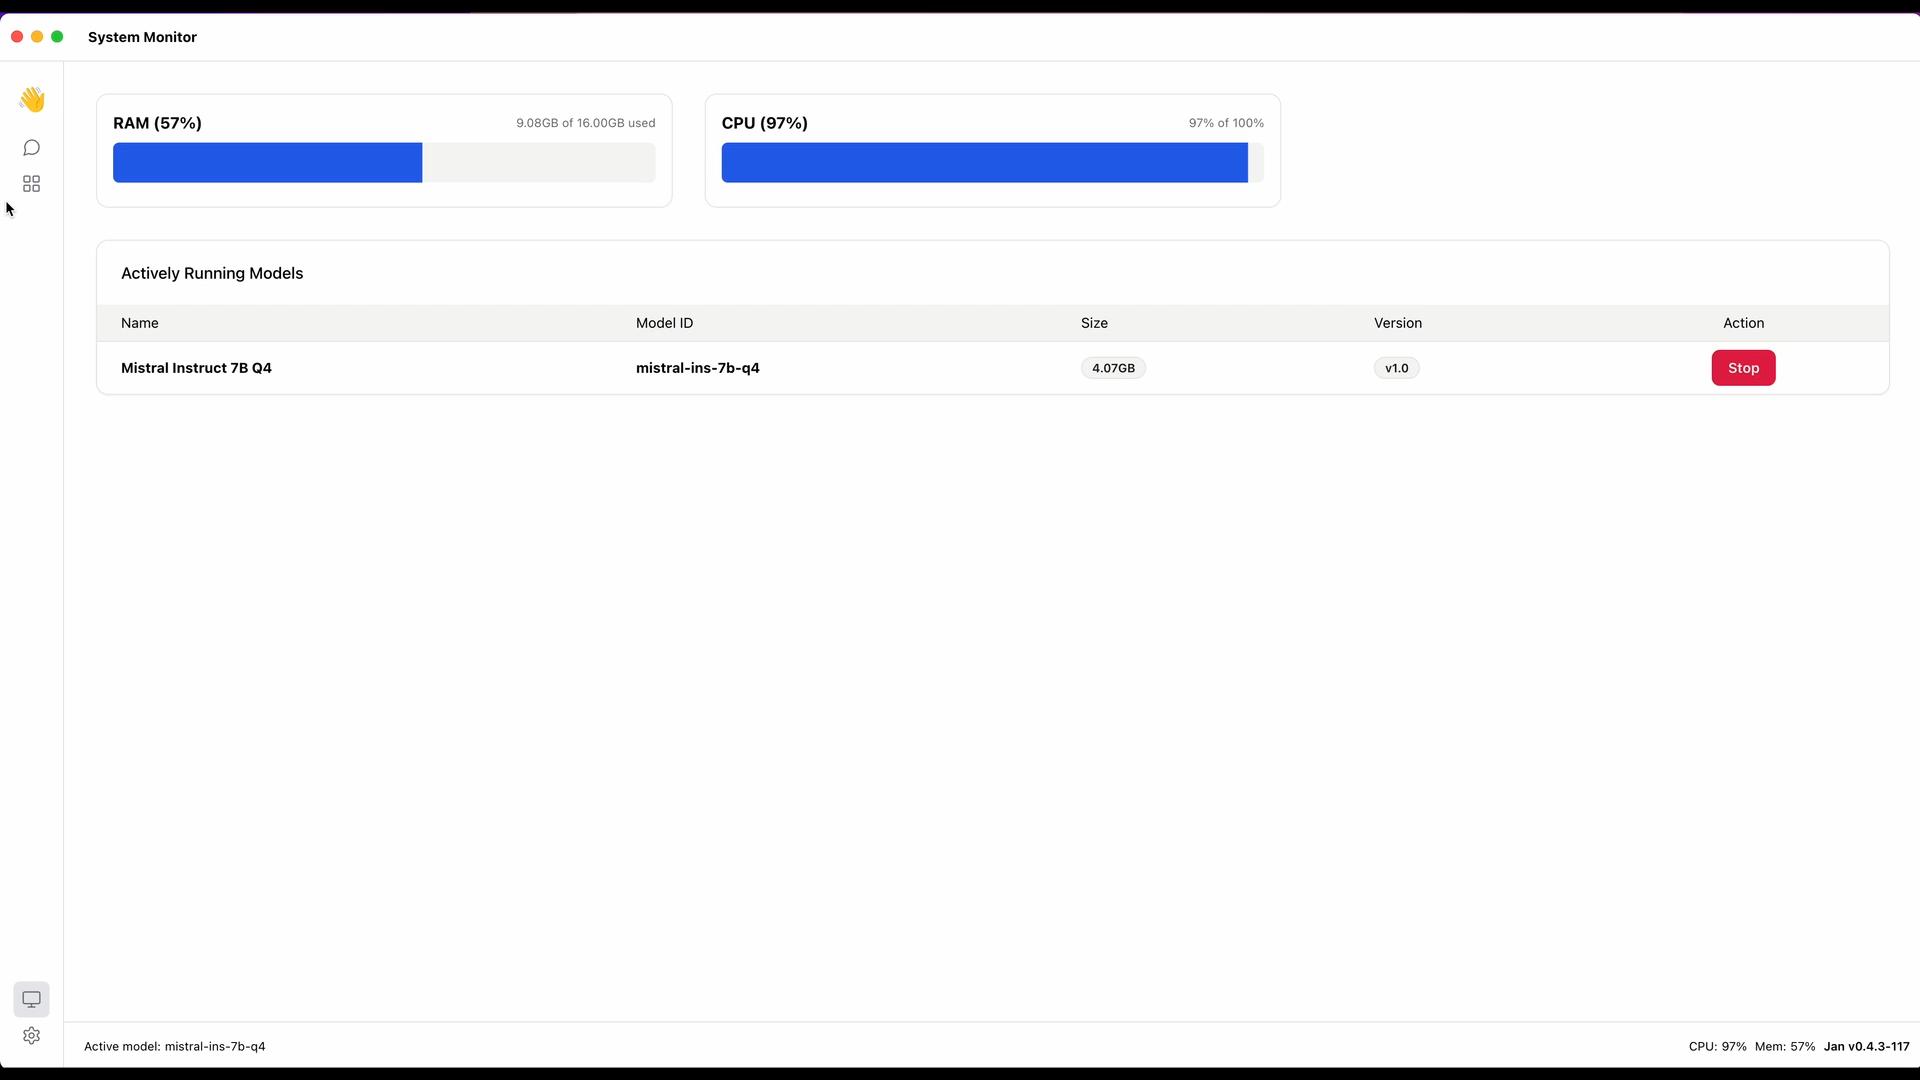 System Monitor
RAM (57%) 9.08GB of 16.00GB used
CPU (97%) 97% of 100%
Actively Running Models
Name Model ID Size Version Action
Mistral Instruct 7B Q4 mistral-ins-7b-q4 4.07GB v1.0 Stop
Active model: mistral-ins-7b-q4 CPU: 97% Mem: 57% Jan v0.4.3-117